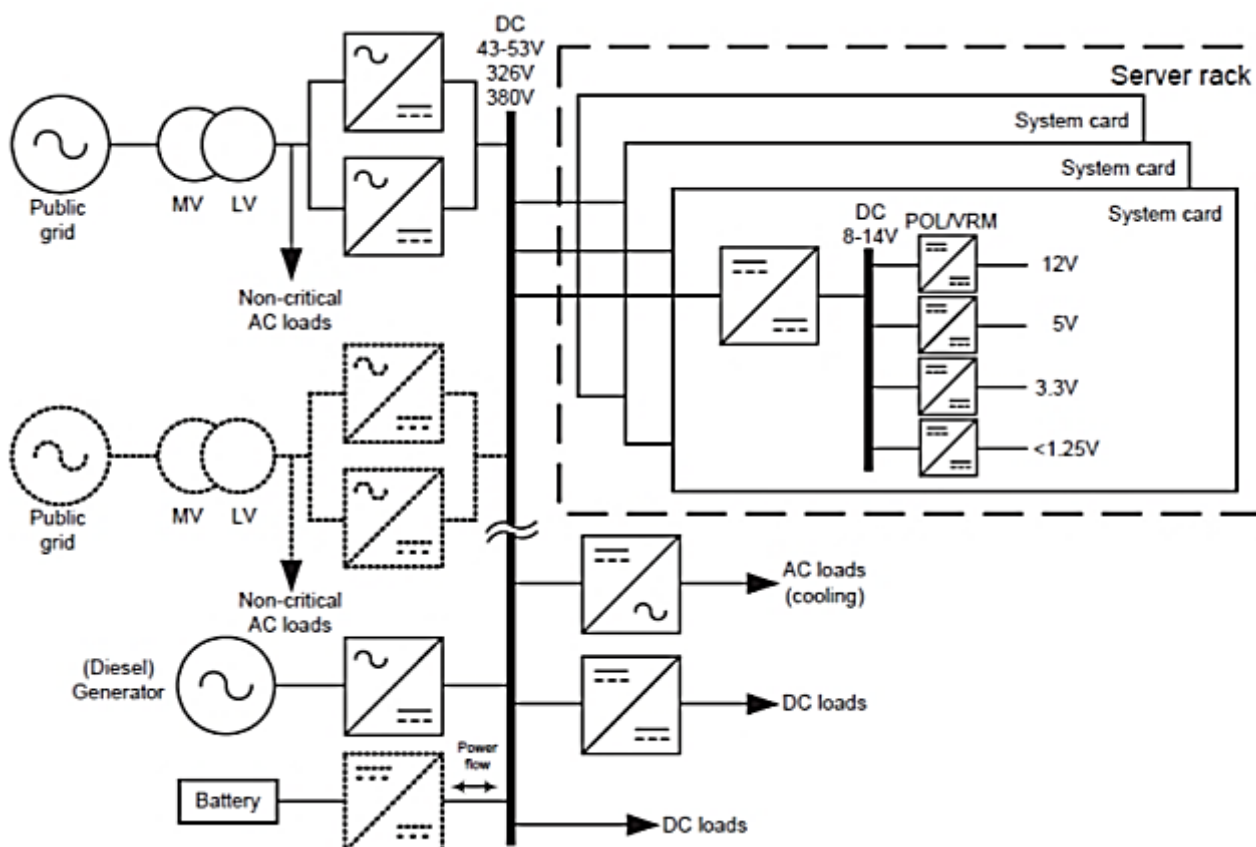 DC
43-53V
326V
380V
Server rack
System card
System card
System card
Public
grid
MV
LV
Non-critical
AC loads
DC
8-14V
POL/VRM
12V
5V
3.3V
<1.25V
Public
grid
MV
LV
Non-critical
AC loads
AC loads
(cooling)
(Diesel)
Generator
DC loads
Power
flow
Battery
DC loads